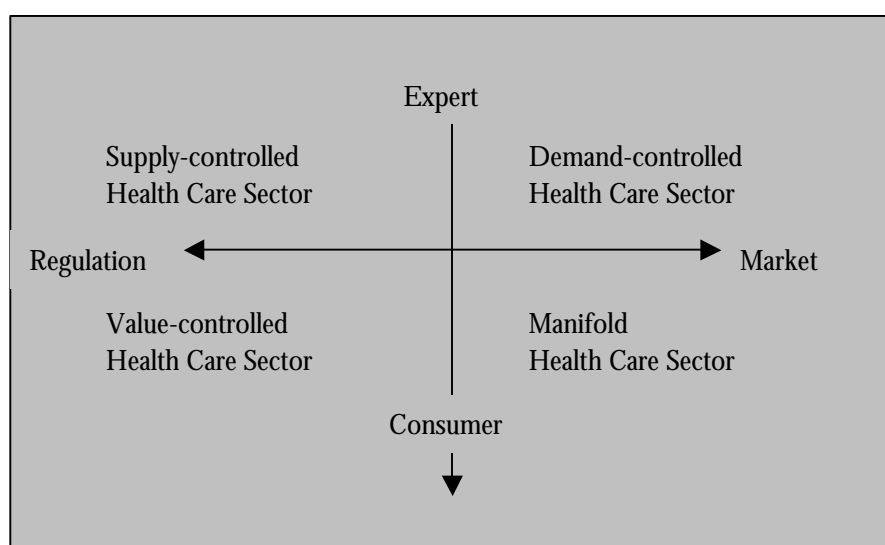 Expert
Supply-controlled
Health Care Sector
Demand-controlled
Health Care Sector
Regulation
Market
Value-controlled
Health Care Sector
Manifold
Health Care Sector
Consumer